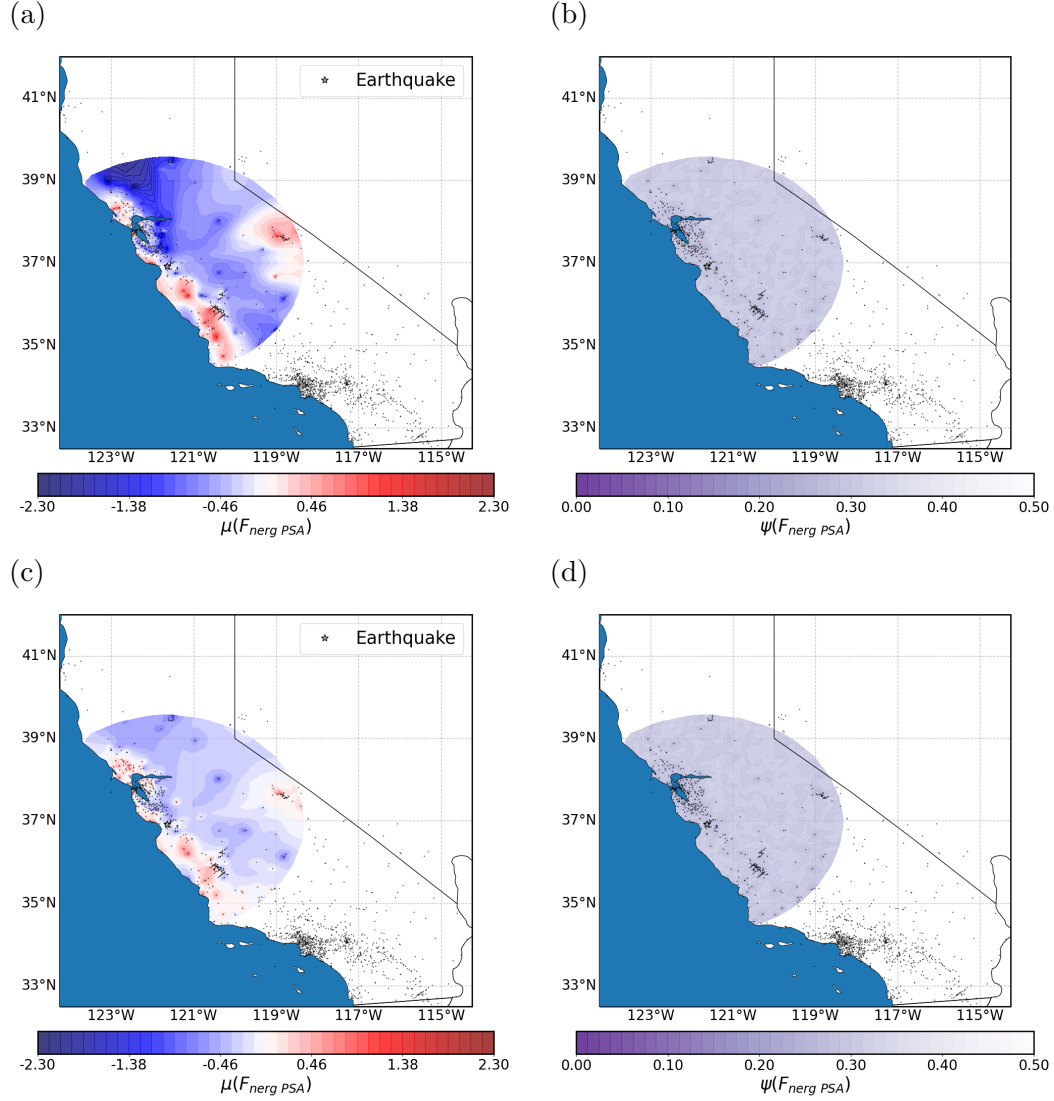 (a)
(b)
Earthquake
41°N
39°N
37°N
35°N
33°N
123°W 121°W 119°W 117°W 115°W
41°N
39°N
37°N
35°N
33°N
123°W 121°W 119°W 117°W 115°W
-2.30 -1.38 -0.46 0.46 1.38 2.30
μ(F_nerg PSA)
0.00 0.10 0.20 0.30 0.40 0.50
ψ(F_nerg PSA)
(c)
(d)
Earthquake
41°N
39°N
37°N
35°N
33°N
123°W 121°W 119°W 117°W 115°W
41°N
39°N
37°N
35°N
33°N
123°W 121°W 119°W 117°W 115°W
-2.30 -1.38 -0.46 0.46 1.38 2.30
μ(F_nerg PSA)
0.00 0.10 0.20 0.30 0.40 0.50
ψ(F_nerg PSA)